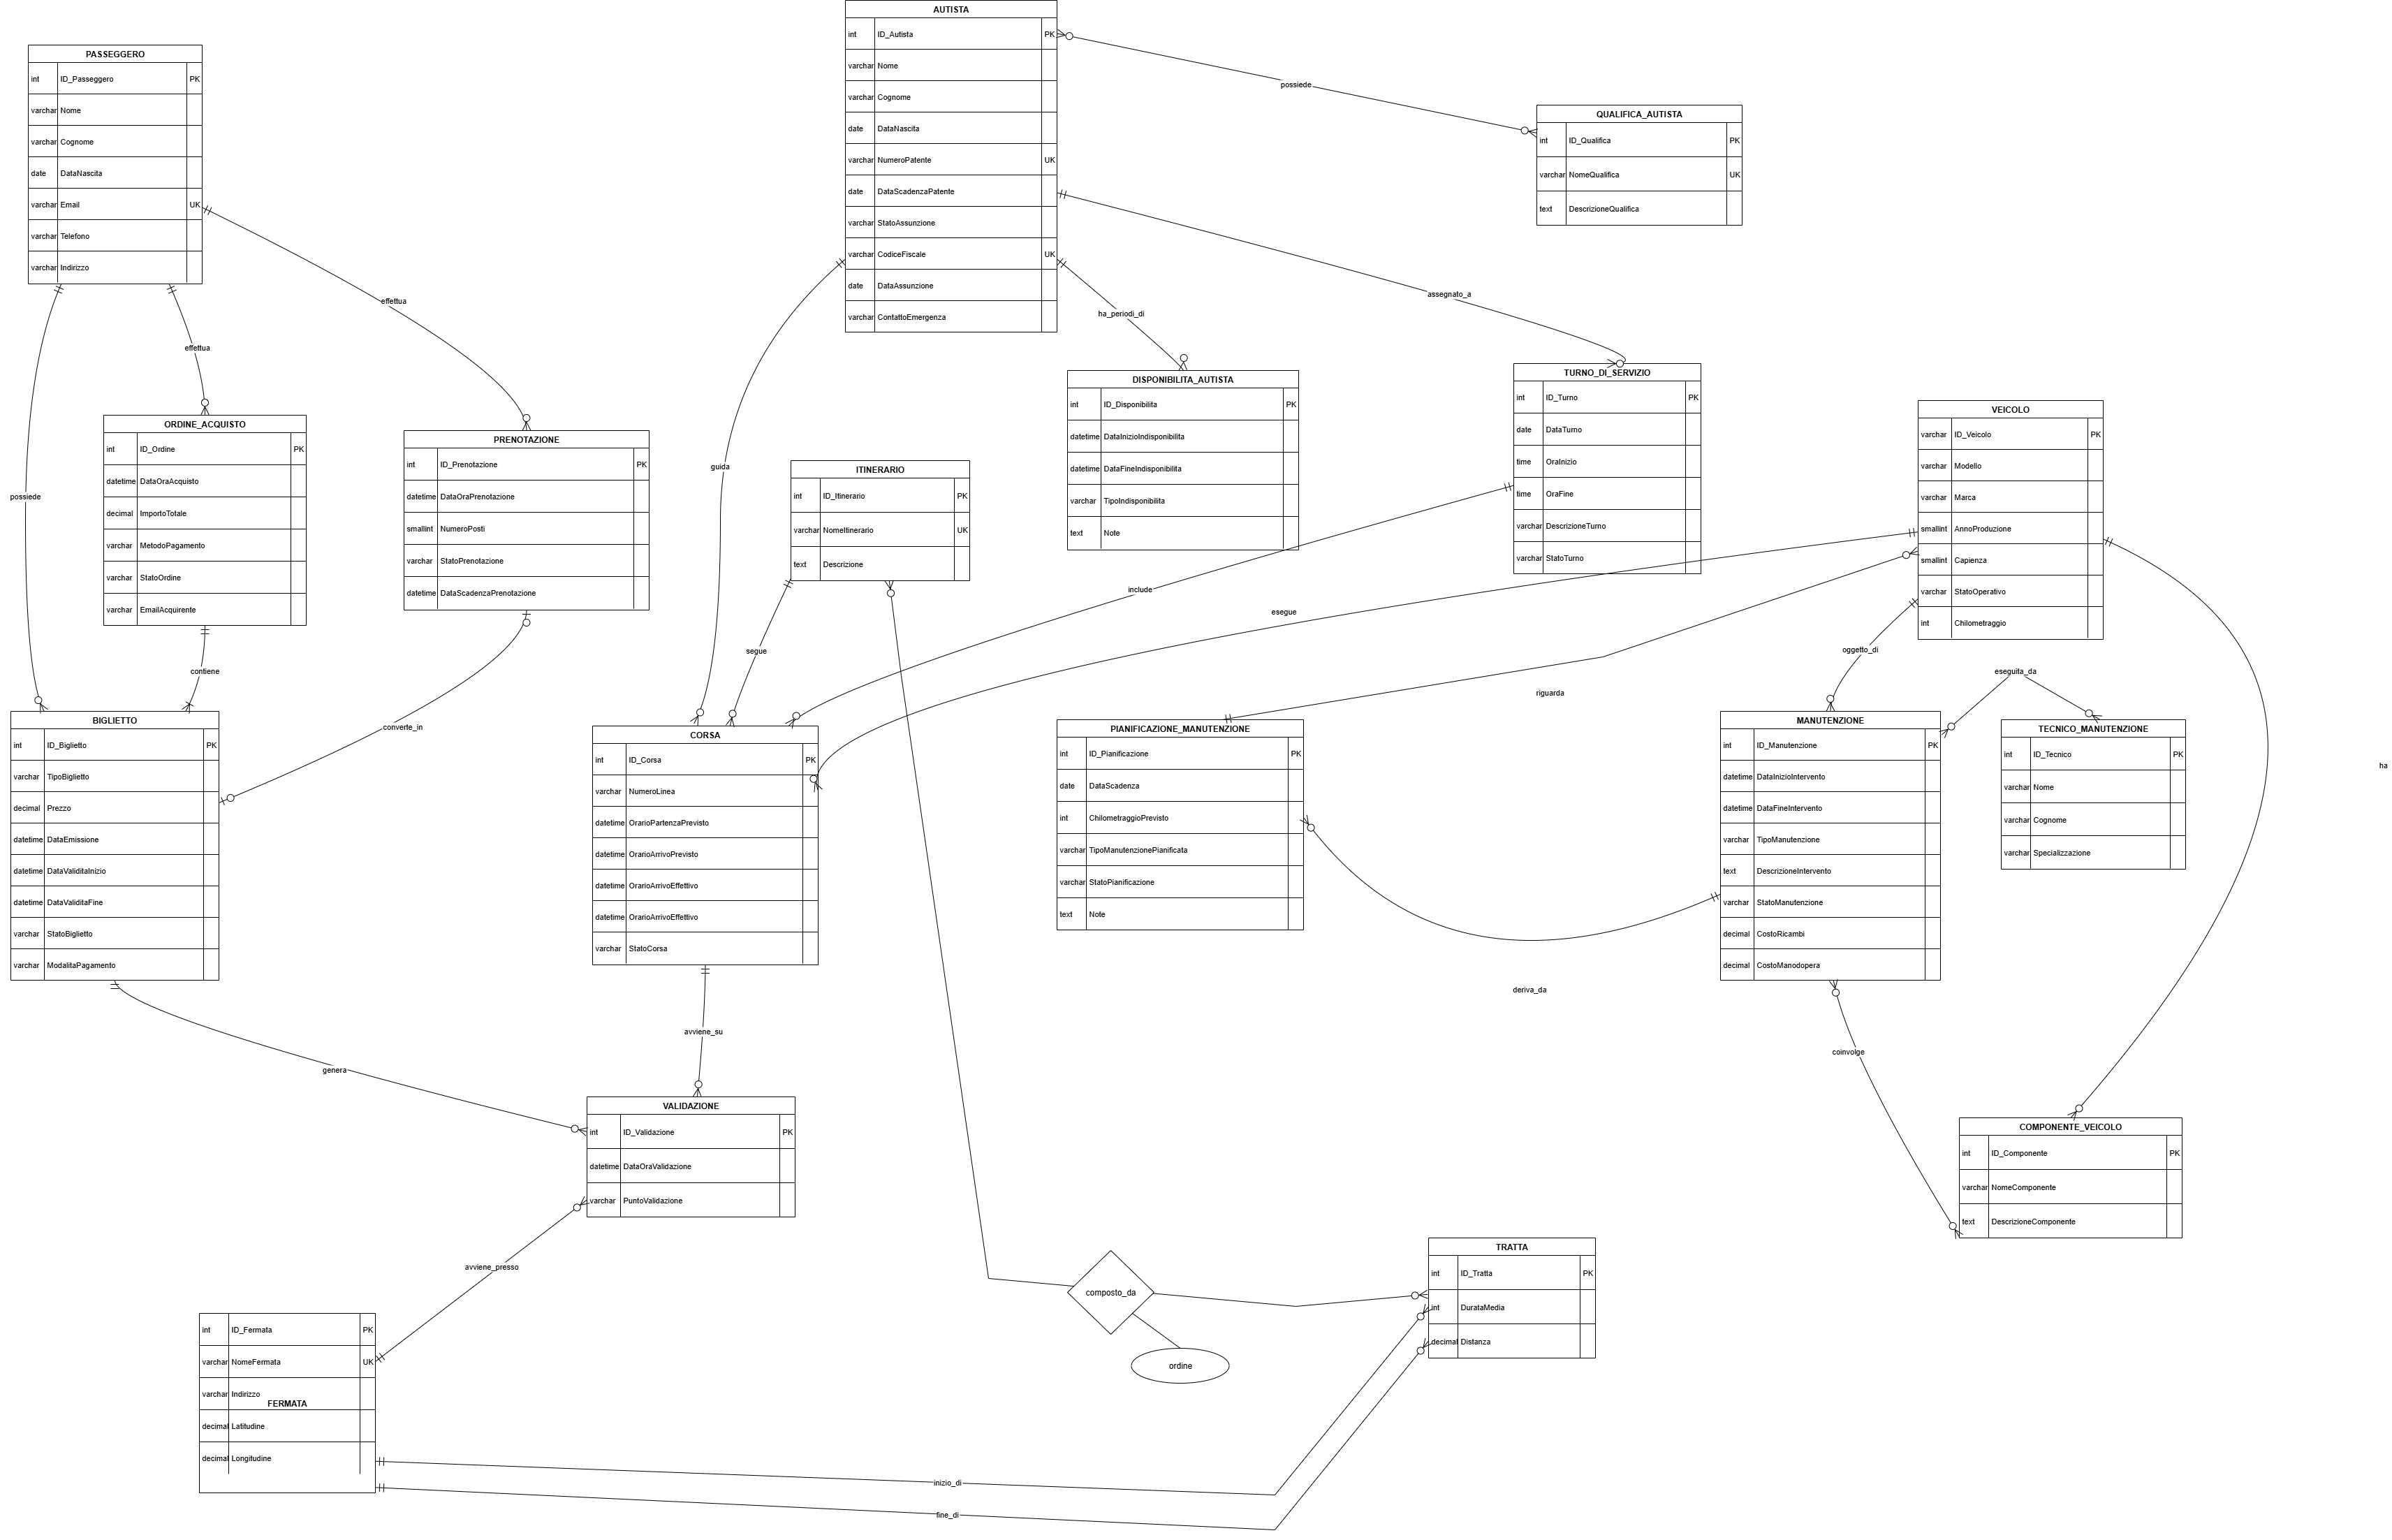 AUTISTA
int ID_Autista PK
varchar Nome
varchar Cognome
date DataNascita
varchar NumeroPatente UK
date DataScadenzaPatente
varchar StatoAssunzione
varchar CodiceFiscale UK
date DataAssunzione
varchar ContattoEmergenza
PASSEGGERO
int ID_Passeggero PK
varchar Nome
varchar Cognome
date DataNascita
varchar Email UK
varchar Telefono
varchar Indirizzo
possiede
QUALIFICA_AUTISTA
int ID_Qualifica PK
varchar NomeQualifica UK
text DescrizioneQualifica
effettua
effettua
possiede
guida
ha_periodi_di
assegnato_a
ORDINE_ACQUISTO
int ID_Ordine PK
datetime DataOraAcquisto
decimal ImportoTotale
varchar MetodoPagamento
varchar StatoOrdine
varchar EmailAcquirente
PRENOTAZIONE
int ID_Prenotazione PK
datetime DataOraPrenotazione
smallint NumeroPosti
varchar StatoPrenotazione
datetime DataScadenzaPrenotazione
ITINERARIO
int ID_Itinerario PK
varchar NomeItinerario UK
text Descrizione
DISPONIBILITA_AUTISTA
int ID_Disponibilita PK
datetime DataInizioIndisponibilita
datetime DataFineIndisponibilita
varchar TipoIndisponibilita
text Note
TURNO_DI_SERVIZIO
int ID_Turno PK
date DataTurno
time OraInizio
time OraFine
varchar DescrizioneTurno
varchar StatoTurno
VEICOLO
varchar ID_Veicolo PK
varchar Modello
varchar Marca
smallint AnnoProduzione
smallint Capienza
varchar StatoOperativo
int Chilometraggio
contiene
converte_in
segue
include
esegue
riguarda
oggetto_di
eseguita_da
ha
BIGLIETTO
int ID_Biglietto PK
varchar TipoBiglietto
decimal Prezzo
datetime DataEmissione
datetime DataValiditaInizio
datetime DataValiditaFine
varchar StatoBiglietto
varchar ModalitaPagamento
CORSA
int ID_Corsa PK
varchar NumeroLinea
datetime OrarioPartenzaPrevisto
datetime OrarioArrivoPrevisto
datetime OrarioArrivoEffettivo
datetime OrarioArrivoEffettivo
varchar StatoCorsa
PIANIFICAZIONE_MANUTENZIONE
int ID_Pianificazione PK
date DataScadenza
int ChilometraggioPrevisto
varchar TipoManutenzionePianificata
varchar StatoPianificazione
text Note
MANUTENZIONE
int ID_Manutenzione PK
datetime DataInizioIntervento
datetime DataFineIntervento
varchar TipoManutenzione
text DescrizioneIntervento
varchar StatoManutenzione
decimal CostoRicambi
decimal CostoManodopera
TECNICO_MANUTENZIONE
int ID_Tecnico PK
varchar Nome
varchar Cognome
varchar Specializzazione
deriva_da
coinvolge
avviene_su
genera
VALIDAZIONE
int ID_Validazione PK
datetime DataOraValidazione
varchar PuntoValidazione
COMPONENTE_VEICOLO
int ID_Componente PK
varchar NomeComponente
text DescrizioneComponente
avviene_presso
composto_da
ordine
TRATTA
int ID_Tratta PK
int DurataMedia
decimal Distanza
int ID_Fermata PK
varchar NomeFermata UK
varchar Indirizzo
FERMATA
decimal Latitudine
decimal Longitudine
inizio_di
fine_di